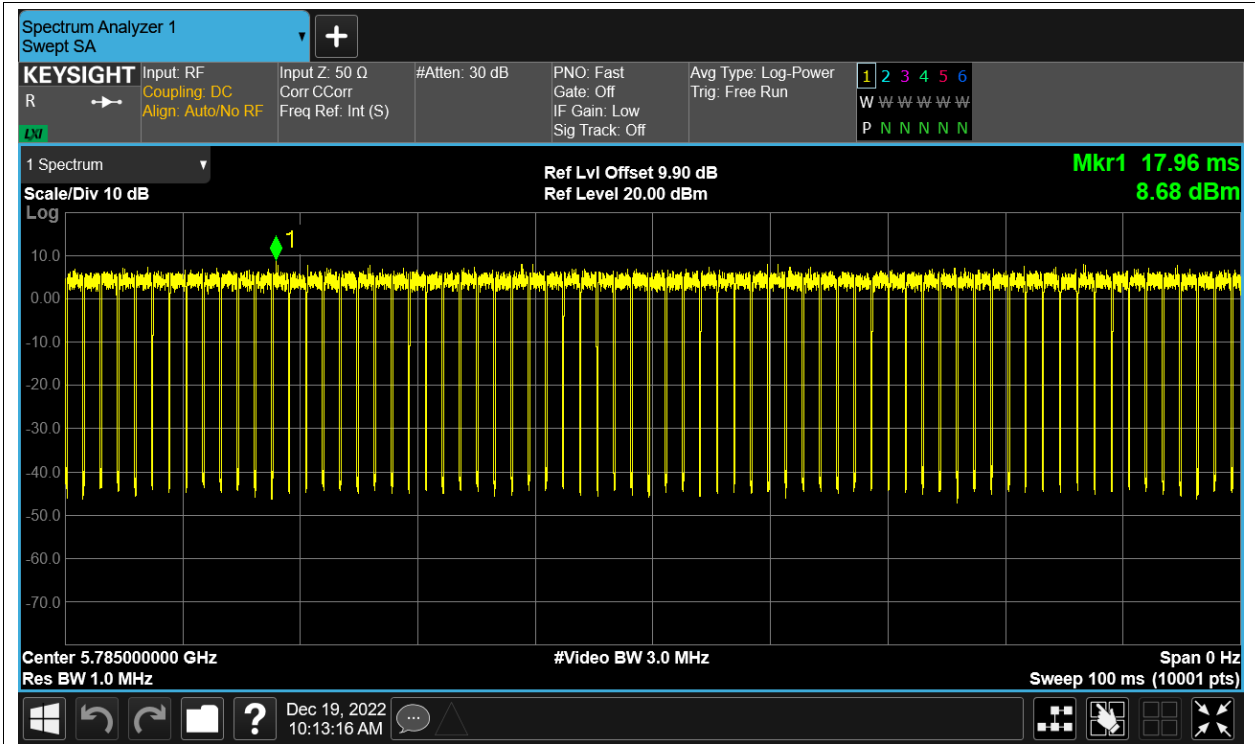 Spectrum Analyzer 1
Swept SA
KEYSIGHT
R
LXI
Input: RF
Coupling: DC
Align: Auto/No RF
Input Z: 50 Ω
Corr CCorr
Freq Ref: Int (S)
#Atten: 30 dB
PNO: Fast
Gate: Off
IF Gain: Low
Sig Track: Off
Avg Type: Log-Power
Trig: Free Run
1 2 3 4 5 6
W W W W W W
P N N N N N
1 Spectrum
Scale/Div 10 dB
Ref Lvl Offset 9.90 dB
Ref Level 20.00 dBm
Mkr1 17.96 ms
8.68 dBm
Log
1
10.0
0.00
-10.0
-20.0
-30.0
-40.0
-50.0
-60.0
-70.0
Center 5.785000000 GHz
Res BW 1.0 MHz
#Video BW 3.0 MHz
Span 0 Hz
Sweep 100 ms (10001 pts)
?
Dec 19, 2022
10:13:16 AM